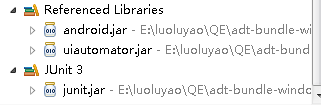 Referenced Libraries
android.jar - E:\luoluyao\QE\adt-bundle-windo
uiautomator.jar - E:\luoluyao\QE\adt-bund
JUnit 3
junit.jar - E:\luoluyao\QE\adt-bundle-windo